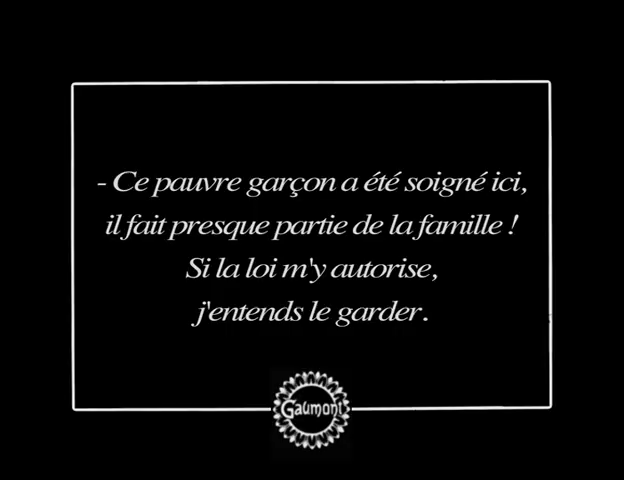 - Ce pauvre garçon a été soigné ici,
il fait presque partie de la famille !
Si la loi m'y autorise,
j'entends le garder.
Gaumont